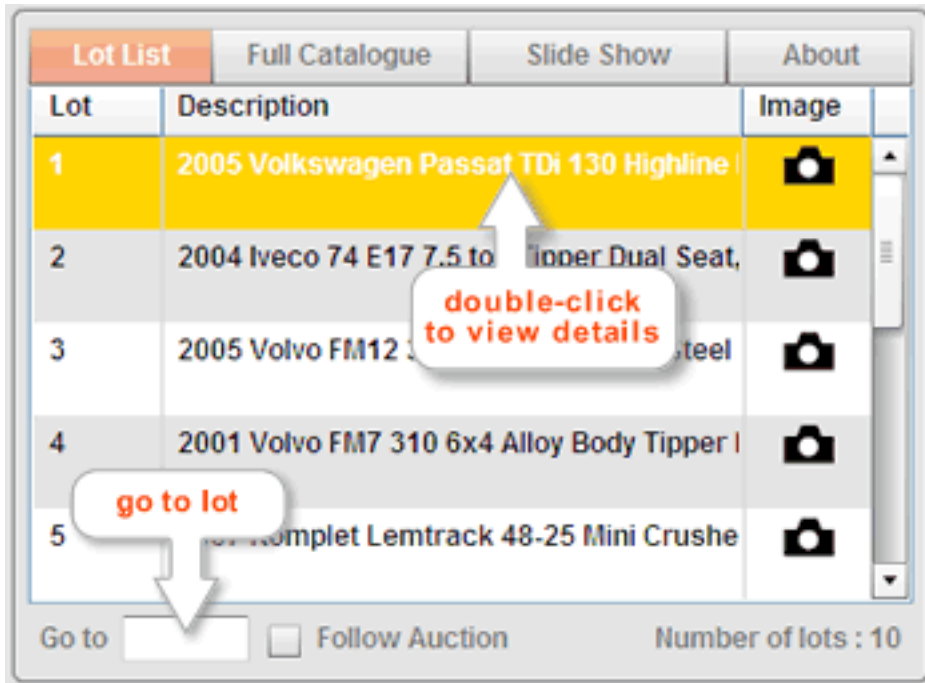 Lot List Full Catalogue Slide Show About
Lot Description Image
1 2005 Volkswagen Passat TDi 130 Highline
2 2004 Iveco 74 E17 7.5 Tipper Dual Seat,
double-click
to view details
3 2005 Volvo FM12 steel
4 2001 Volvo FM7 310 6x4 Alloy Body Tipper
go to lot
5 Komplet Lemtrack 48-25 Mini Crushe
Go to Follow Auction Number of lots : 10